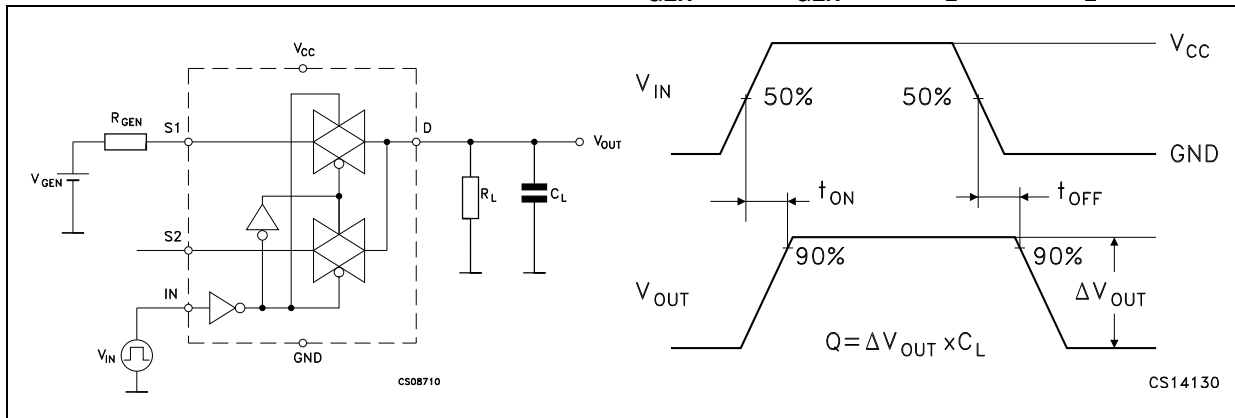 V_CC
R_GEN
S1
D
V_OUT
V_GEN
R_L
C_L
S2
IN
V_IN
GND
CS08710
V_IN
50%
50%
V_CC
GND
t_ON
t_OFF
90%
90%
V_OUT
ΔV_OUT
Q=ΔV_OUT xC_L
CS14130